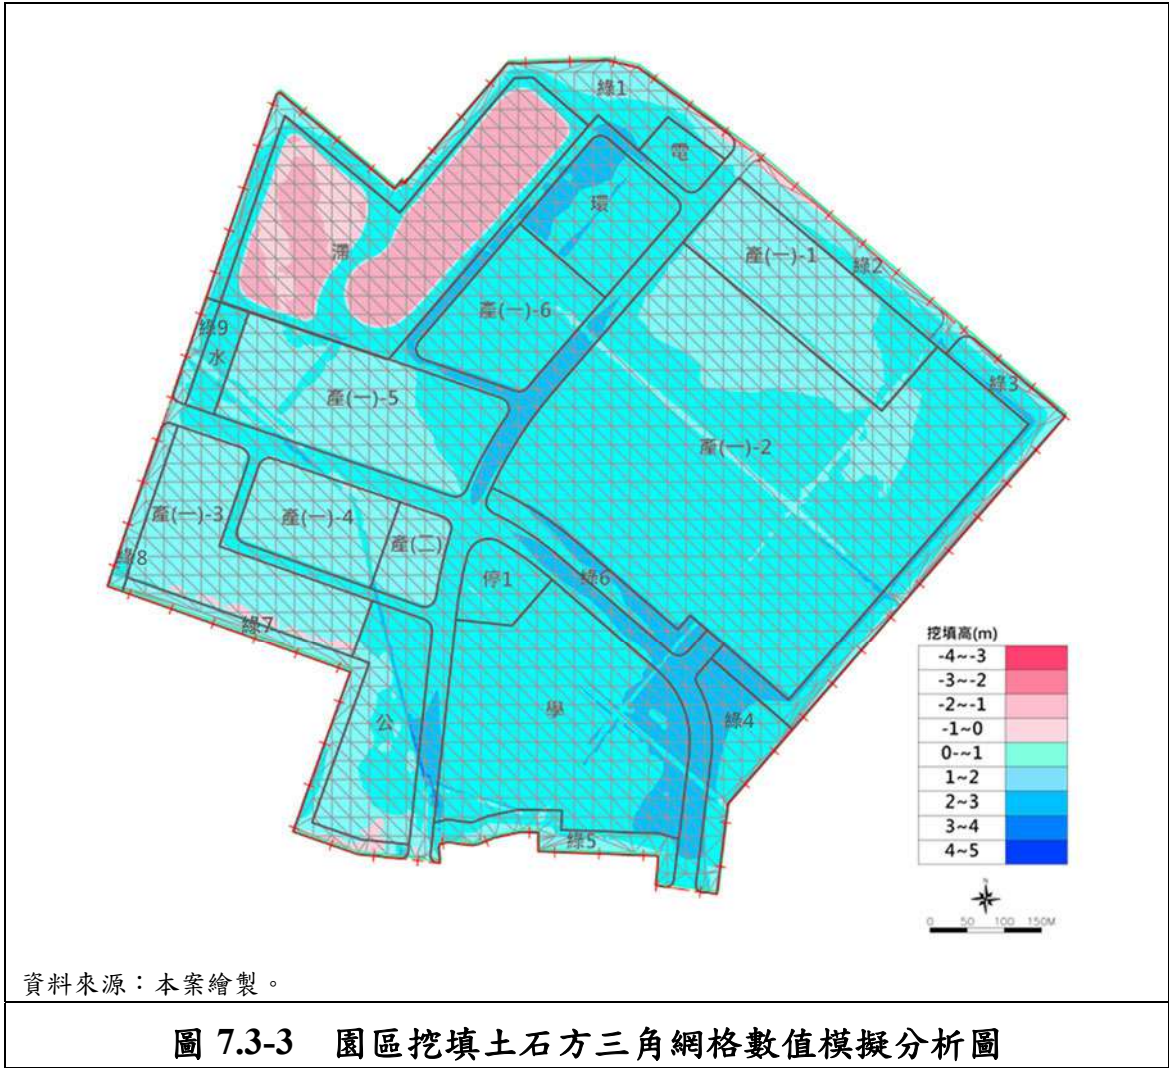 綠1
電
環
產(一)-1
綠2
滯
產(一)-6
綠9
水
綠3
產(一)-5
產(一)-2
產(一)-3
產(一)-4
產(二)
綠8
停1
綠6
綠7
挖填高(m)
-4~-3
-3~-2
-2~-1
-1~0
0-~1
1~2
2~3
3~4
4~5
公
學
綠4
綠5
N
0 50 100 150M
資料來源：本案繪製。
圖 7.3-3 園區挖填土石方三角網格數值模擬分析圖